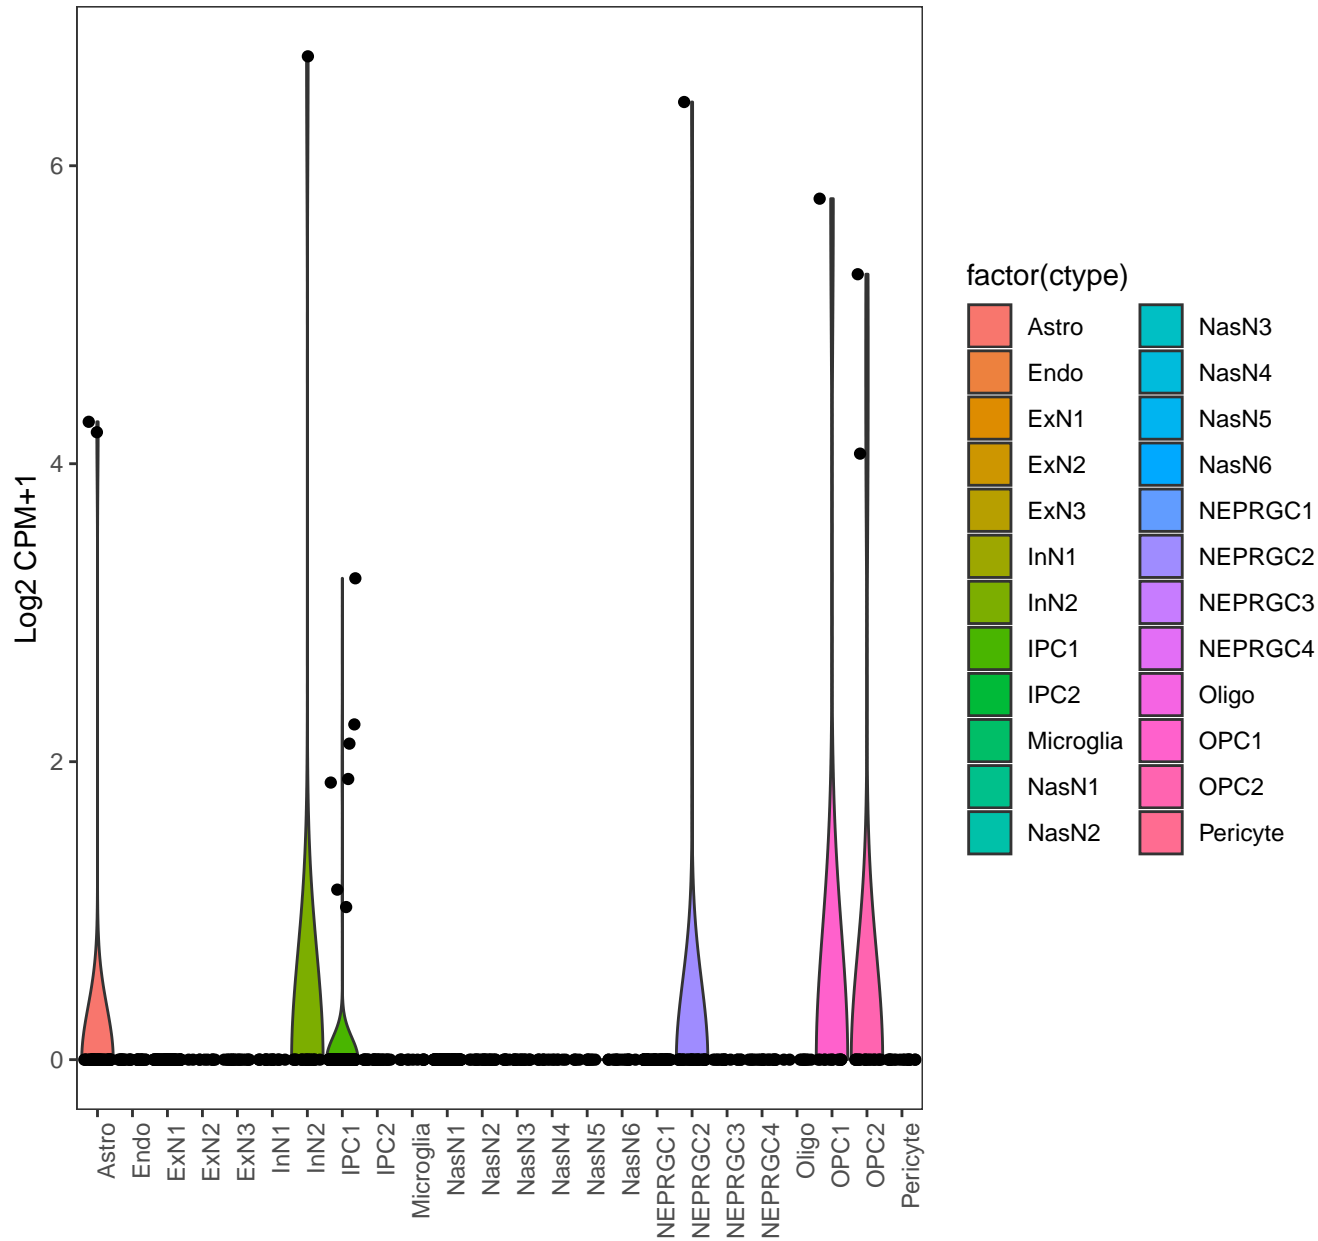 6
4
2
0
Log2 CPM+1
Astro
Endo
ExN1
ExN2
ExN3
InN1
InN2
IPC1
IPC2
Microglia
NasN1
NasN2
NasN3
NasN4
NasN5
NasN6
NEPRGC1
NEPRGC2
NEPRGC3
NEPRGC4
Oligo
OPC1
OPC2
Pericyte
factor(ctype)
Astro
Endo
ExN1
ExN2
ExN3
InN1
InN2
IPC1
IPC2
Microglia
NasN1
NasN2
NasN3
NasN4
NasN5
NasN6
NEPRGC1
NEPRGC2
NEPRGC3
NEPRGC4
Oligo
OPC1
OPC2
Pericyte